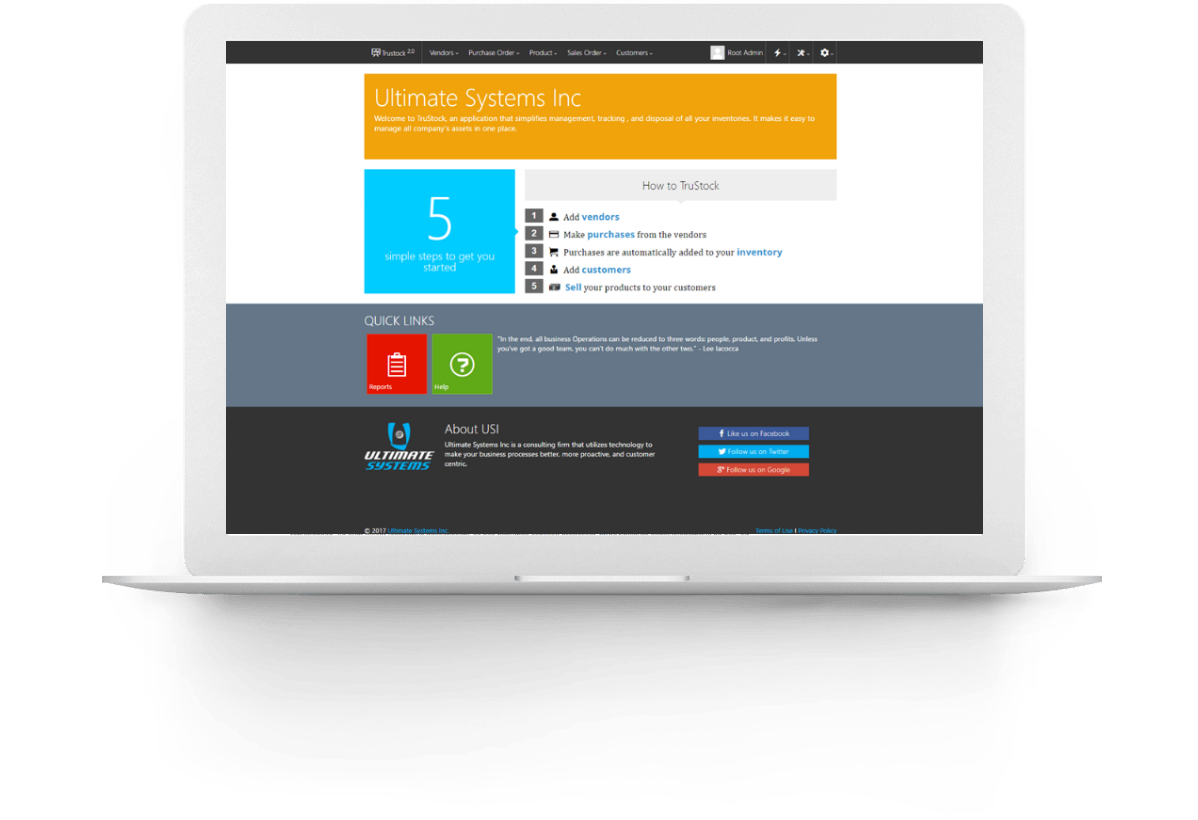 Trustock 2.0 Vendors Purchase Order Product Sales Order Customers Root Admin
Ultimate Systems Inc
Welcome to TruStock, an application that simplifies management, tracking , and disposal of all your inventories. It makes it easy to
manage all company's assets in one place.
5
simple steps to get you
started
How to TruStock
1 Add vendors
2 Make purchases from the vendors
3 Purchases are automatically added to your inventory
4 Add customers
5 Sell your products to your customers
QUICK LINKS
Reports
Help
"In the end, all business Operations can be reduced to three words: people, product, and profits. Unless
you've got a good team, you can't do much with the other two." - Lee Iacocca
ULTIMATE
SYSTEMS
About USI
Ultimate Systems Inc is a consulting firm that utilizes technology to
make your business processes better, more proactive, and customer
centric.
Like us on Facebook
Follow us on Twitter
Follow us on Google
© 2017 Ultimate Systems Inc.
Terms of Use | Privacy Policy